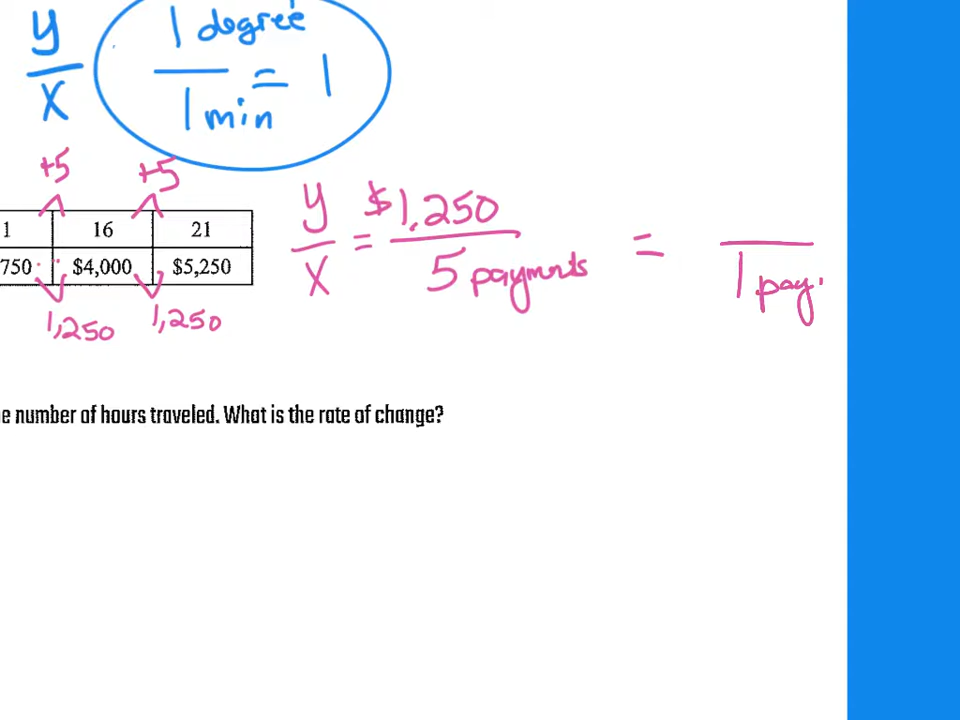 y 1 degree
— = 1
x 1 min
+5 +5
1 16 21
750 $4,000 $5,250
1,250 1,250
y = $1,250 =
x 5 payments 1 pay.
e number of hours traveled. What is the rate of change?